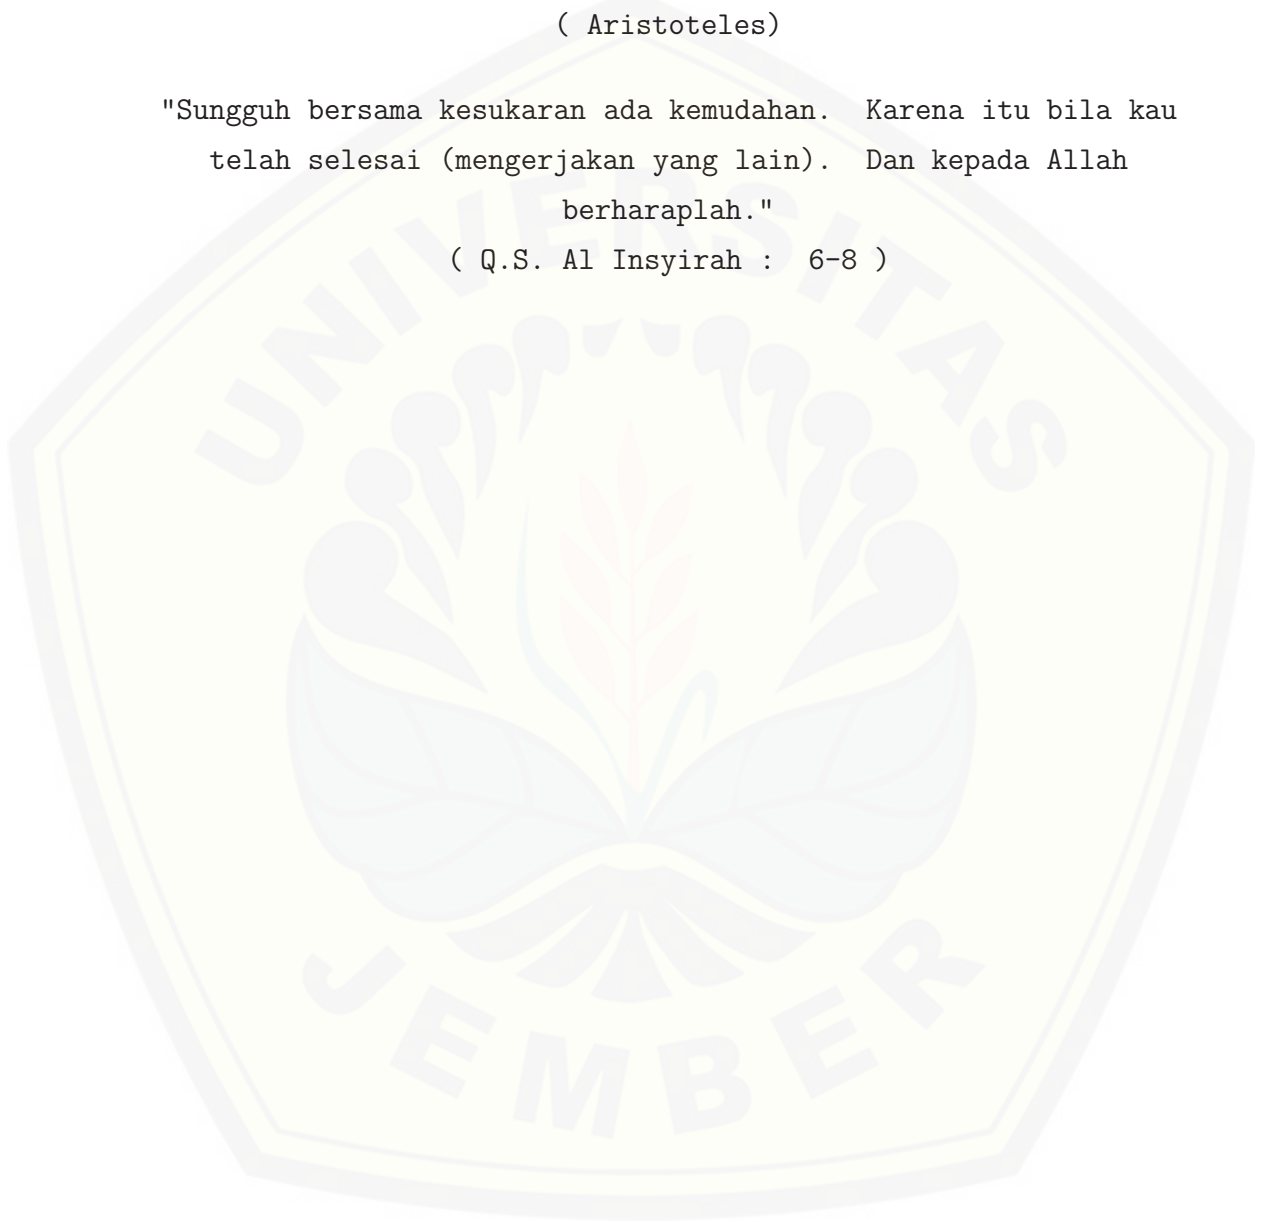 ( Aristoteles)
"Sungguh bersama kesukaran ada kemudahan. Karena itu bila kau
telah selesai (mengerjakan yang lain). Dan kepada Allah
berharaplah."
( Q.S. Al Insyirah : 6-8 )
UNIVERSITAS
JEMBER